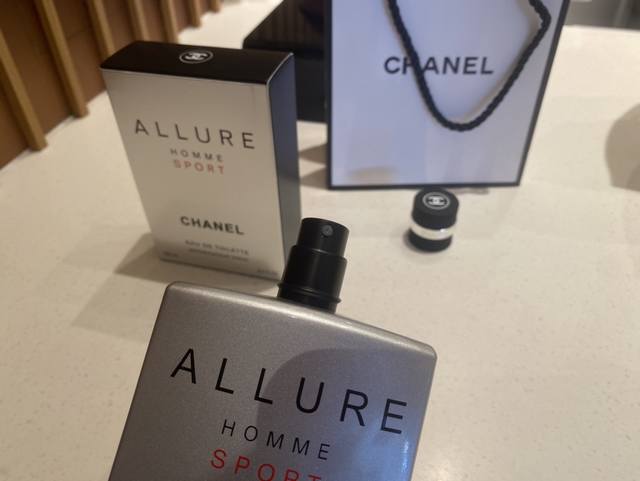 ALLURE
HOMME
SPORT
CHANEL
EAU DE TOILETTE
CHANEL
ALLURE
HOMME
SPORT